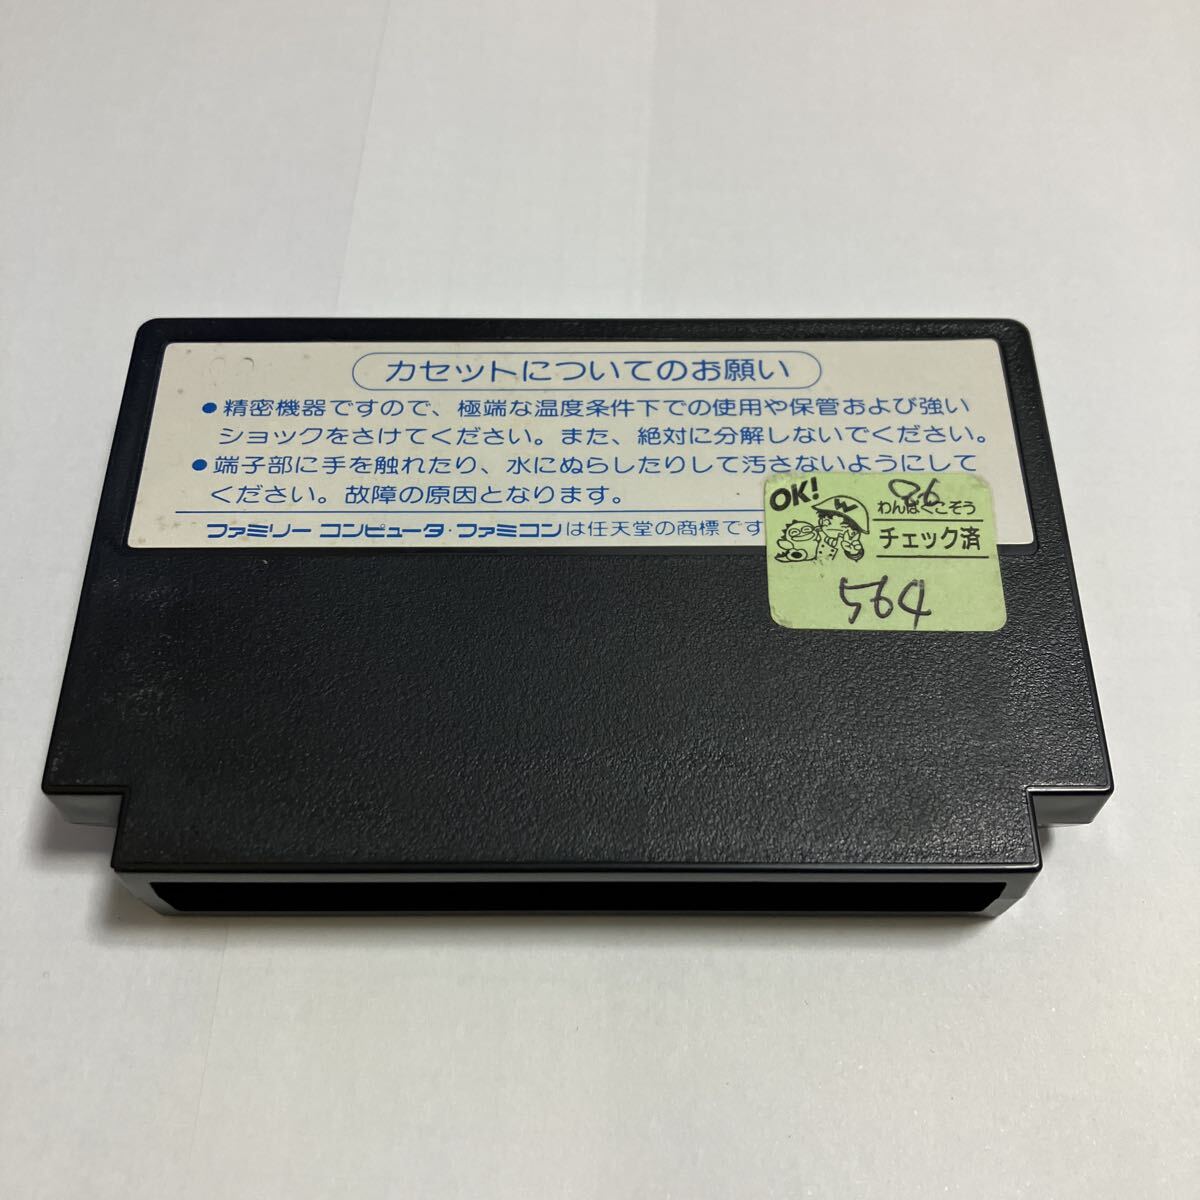 カセットについてのお願い
●精密機器ですので、極端な温度条件下での使用や保管および強い
ショックをさけてください。また、絶対に分解しないでください。
●端子部に手を触れたり、水にぬらしたりして汚さないようにして
ください。故障の原因となります。
ファミリー コンピュータ・ファミコンは任天堂の商標です
OK!
86
W
わんぱくこぞう
チェック済
564